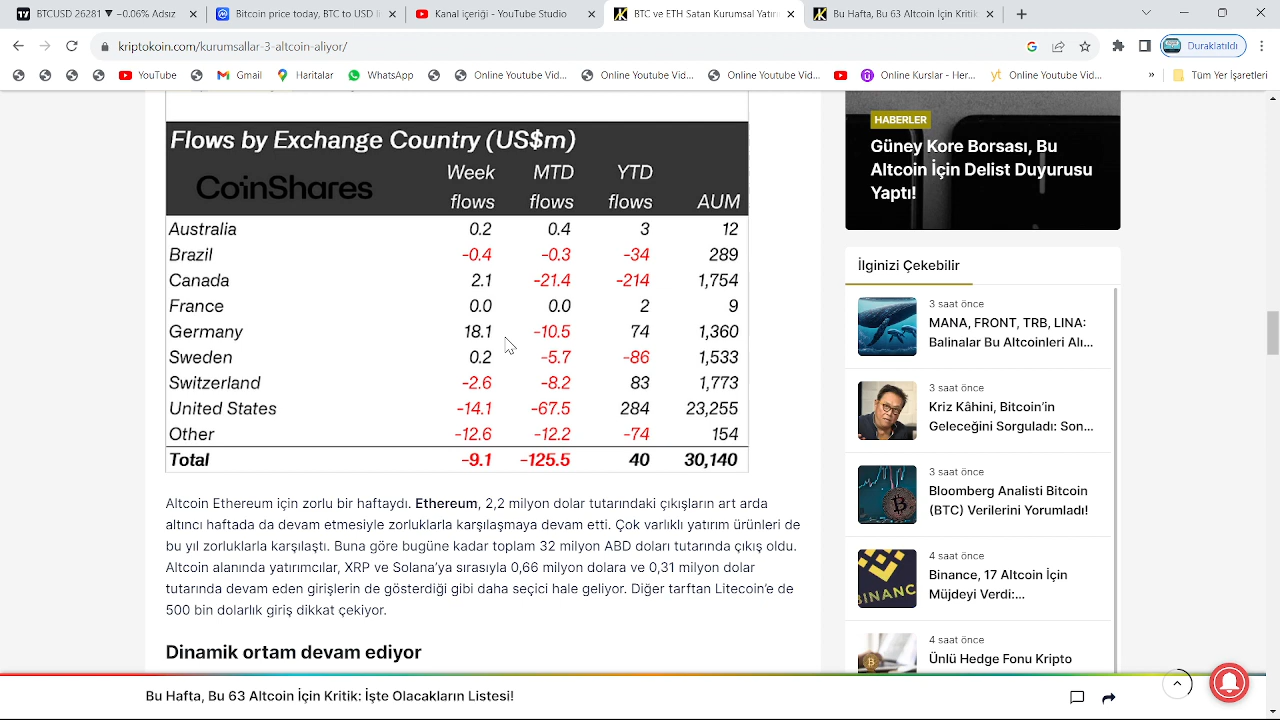 BTCUSD 26281 ▼ −0.06% Adsız
Bitcoin price today, BTC to USD li
Kanal içeriği - YouTube Studio
BTC ve ETH Satan Kurumsal Yatırı
Bu Hafta, Bu 63 Altcoin İçin Kritik
kriptokoin.com/kurumsallar-3-altcoin-aliyor/
Duraklatıldı
YouTube
Gmail
Haritalar
WhatsApp
Online Youtube Vid...
Online Youtube Vid...
Online Youtube Vid...
Online Kurslar - Her...
yt Online Youtube Vid...
»
Tüm Yer İşaretleri
Flows by Exchange Country (US$m)
CoinShares
Week MTD YTD
flows flows flows AUM
Australia 0.2 0.4 3 12
Brazil -0.4 -0.3 -34 289
Canada 2.1 -21.4 -214 1,754
France 0.0 0.0 2 9
Germany 18.1 -10.5 74 1,360
Sweden 0.2 -5.7 -86 1,533
Switzerland -2.6 -8.2 83 1,773
United States -14.1 -67.5 284 23,255
Other -12.6 -12.2 -74 154
Total -9.1 -125.5 40 30,140
Altcoin Ethereum için zorlu bir haftaydı. Ethereum, 2,2 milyon dolar tutarındaki çıkışların art arda
altıncı haftada da devam etmesiyle zorluklarla karşılaşmaya devam etti. Çok varlıklı yatırım ürünleri de
bu yıl zorluklarla karşılaştı. Buna göre bugüne kadar toplam 32 milyon ABD doları tutarında çıkış oldu.
Altcoin alanında yatırımcılar, XRP ve Solana'ya sırasıyla 0,66 milyon dolara ve 0,31 milyon dolar
tutarında devam eden girişlerin de gösterdiği gibi daha seçici hale geliyor. Diğer tarftan Litecoin'e de
500 bin dolarlık giriş dikkat çekiyor.
Dinamik ortam devam ediyor
HABERLER
Güney Kore Borsası, Bu
Altcoin İçin Delist Duyurusu
Yaptı!
İlginizi Çekebilir
3 saat önce
MANA, FRONT, TRB, LINA:
Balinalar Bu Altcoinleri Alı...
3 saat önce
Kriz Kâhini, Bitcoin'in
Geleceğini Sorguladı: Son...
3 saat önce
Bloomberg Analisti Bitcoin
(BTC) Verilerini Yorumladı!
4 saat önce
Binance, 17 Altcoin İçin
Müjdeyi Verdi:...
BINANC
4 saat önce
Ünlü Hedge Fonu Kripto
Bu Hafta, Bu 63 Altcoin İçin Kritik: İşte Olacakların Listesi!